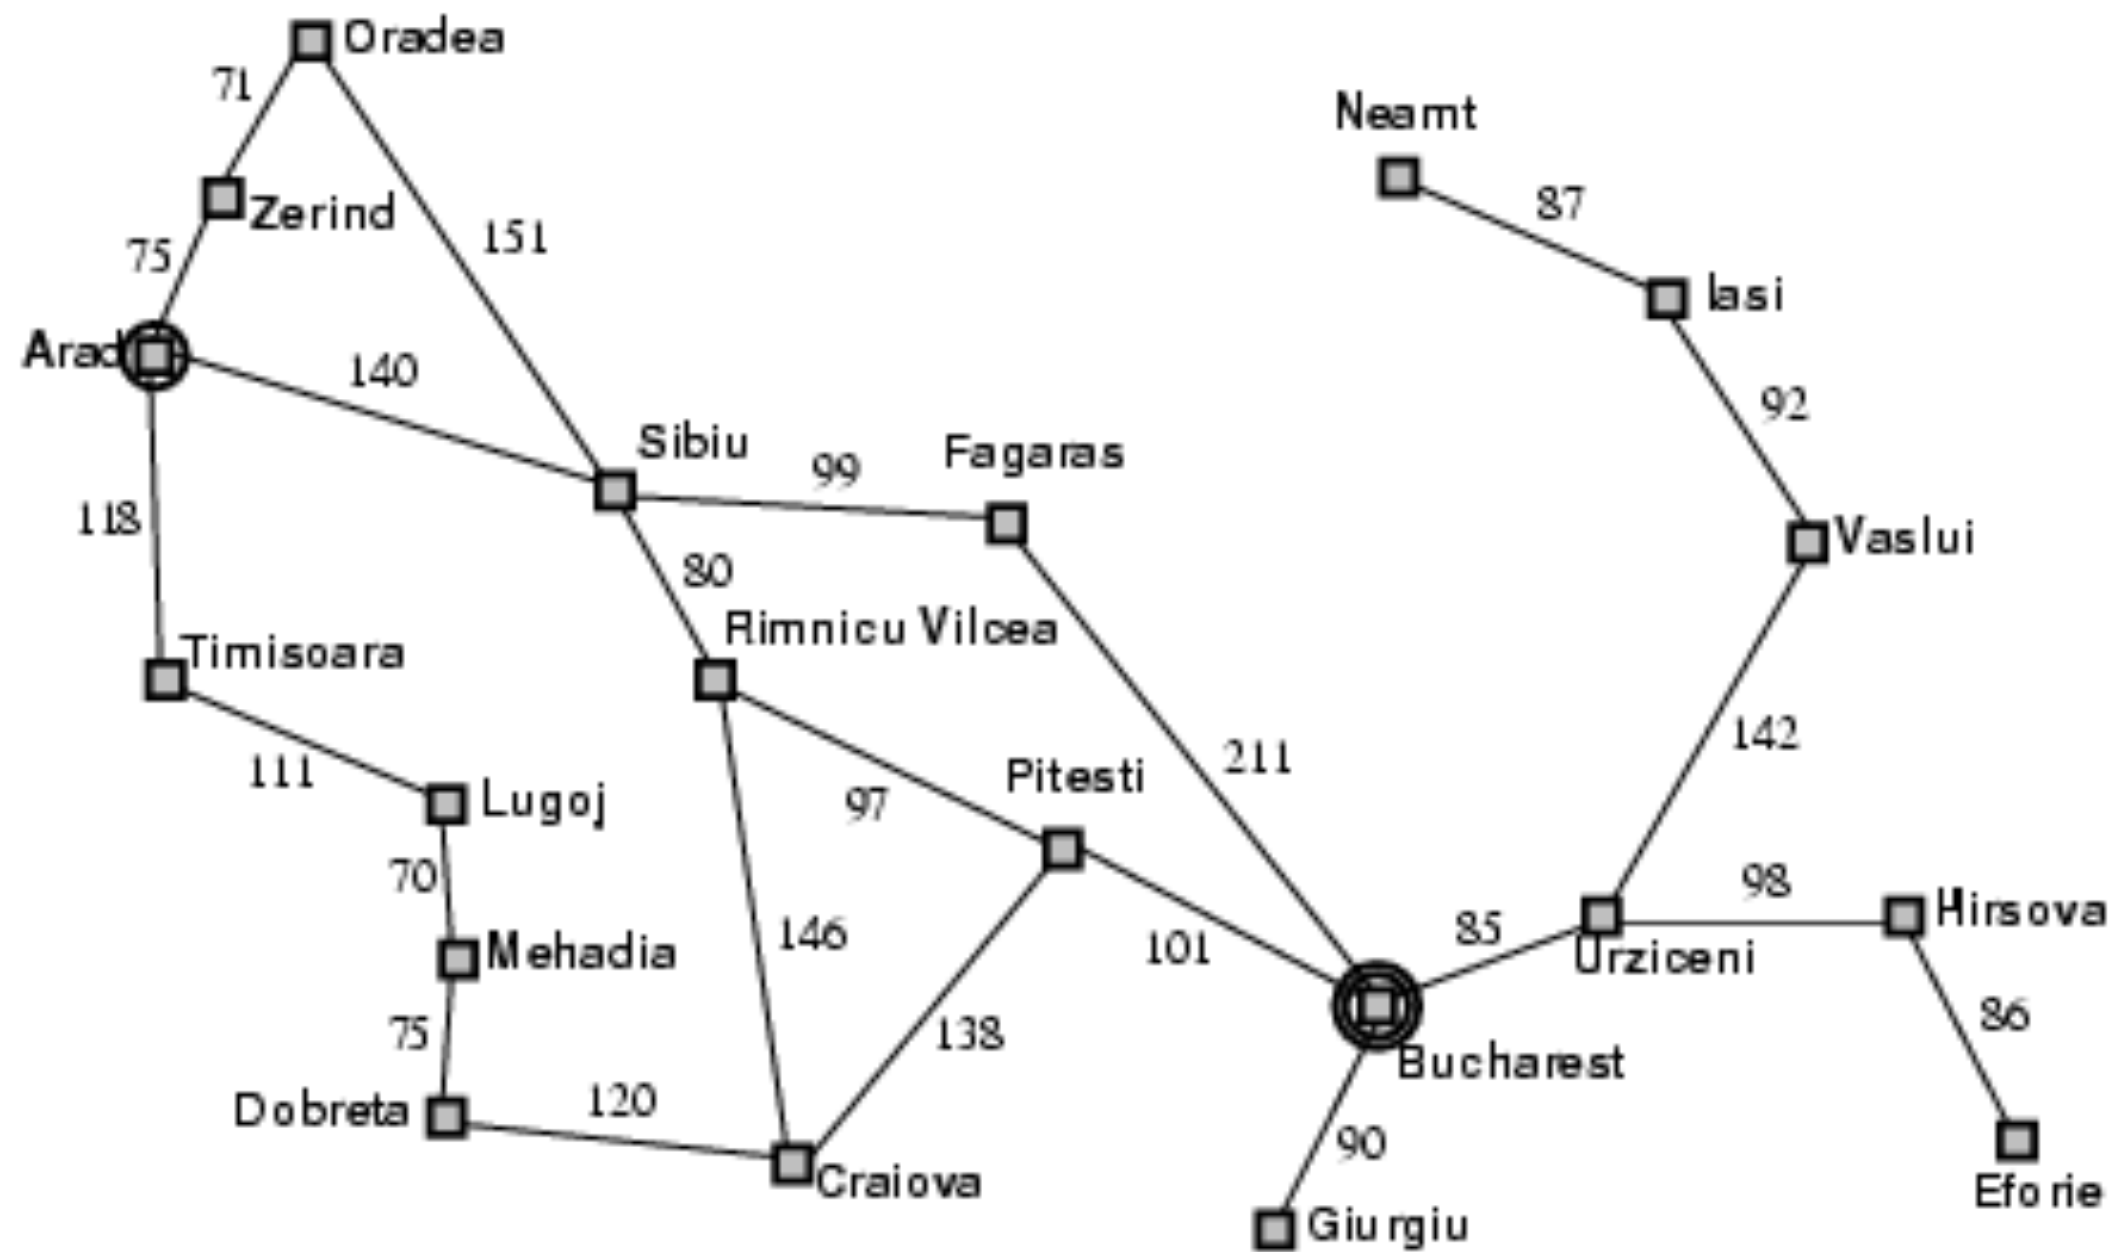 Oradea
71
Neamt
87
Zerind
151
75
Iasi
Arad
140
92
Sibiu
99
Fagaras
118
Vaslui
80
Rimnicu Vilcea
Timisoara
142
211
111
Lugoj
97
Pitesti
70
98
Hirsova
146
85
Mehadia
101
Urziceni
75
138
86
Bucharest
Dobreta
120
90
Craiova
Eforie
Giurgiu